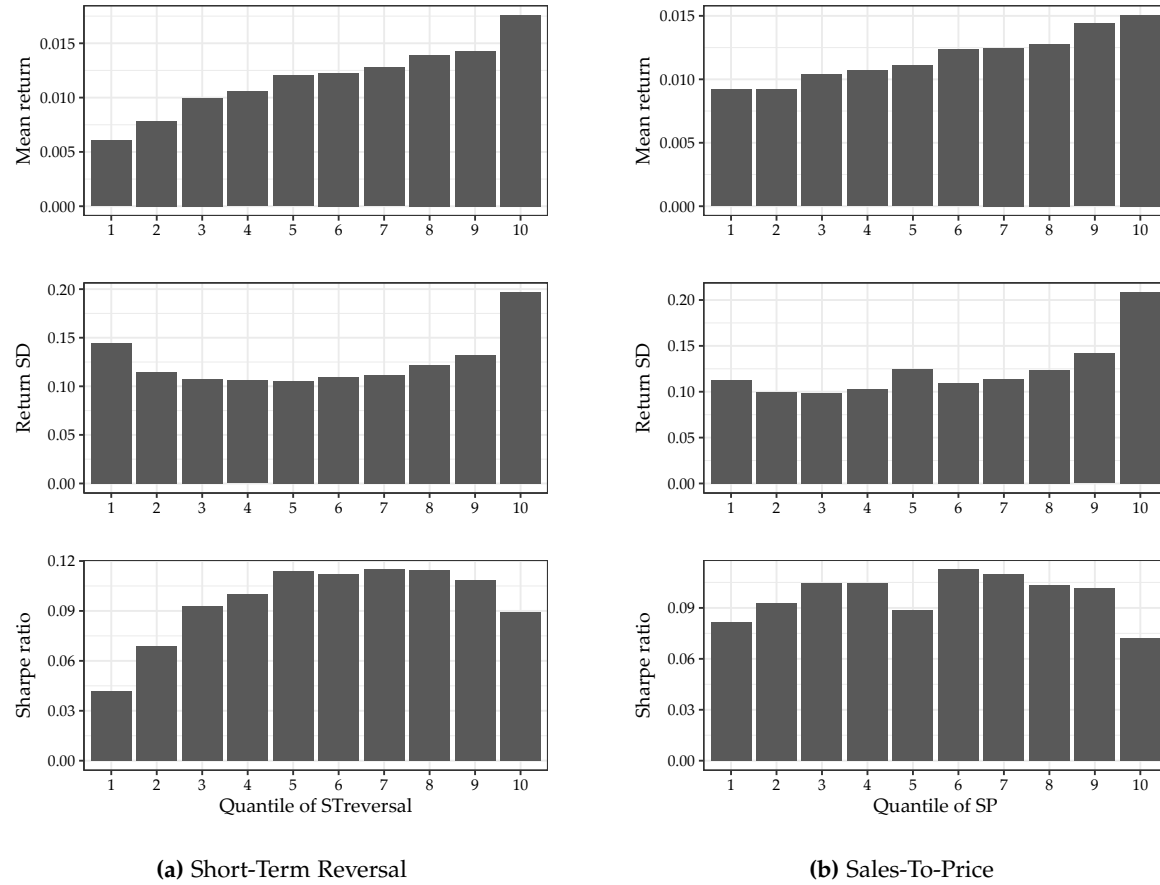 Mean return
0.015
0.010
0.005
0.000
1 2 3 4 5 6 7 8 9 10
Return SD
0.20
0.15
0.10
0.05
0.00
1 2 3 4 5 6 7 8 9 10
Sharpe ratio
0.12
0.09
0.06
0.03
0.00
1 2 3 4 5 6 7 8 9 10
Quantile of STreversal
(a) Short-Term Reversal
Mean return
0.015
0.010
0.005
0.000
1 2 3 4 5 6 7 8 9 10
Return SD
0.20
0.15
0.10
0.05
0.00
1 2 3 4 5 6 7 8 9 10
Sharpe ratio
0.09
0.06
0.03
0.00
1 2 3 4 5 6 7 8 9 10
Quantile of SP
(b) Sales-To-Price